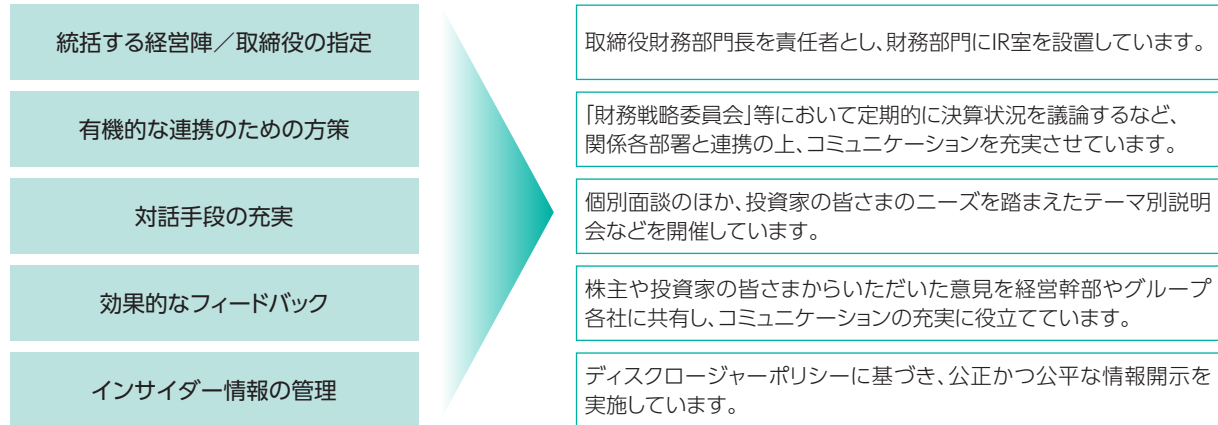 統括する経営陣／取締役の指定
取締役財務部門長を責任者とし、財務部門にIR室を設置しています。
有機的な連携のための方策
「財務戦略委員会」等において定期的に決算状況を議論するなど、
関係各部署と連携の上、コミュニケーションを充実させています。
対話手段の充実
個別面談のほか、投資家の皆さまのニーズを踏まえたテーマ別説明
会などを開催しています。
効果的なフィードバック
株主や投資家の皆さまからいただいた意見を経営幹部やグループ
各社に共有し、コミュニケーションの充実に役立てています。
インサイダー情報の管理
ディスクロージャーポリシーに基づき、公正かつ公平な情報開示を
実施しています。